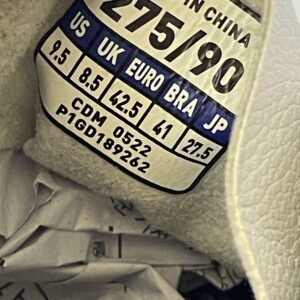 IN CHINA
275/90
US UK EURO BRA JP
9.5 8.5 42.5 41 27.5
CDM 0522
P1GD189262